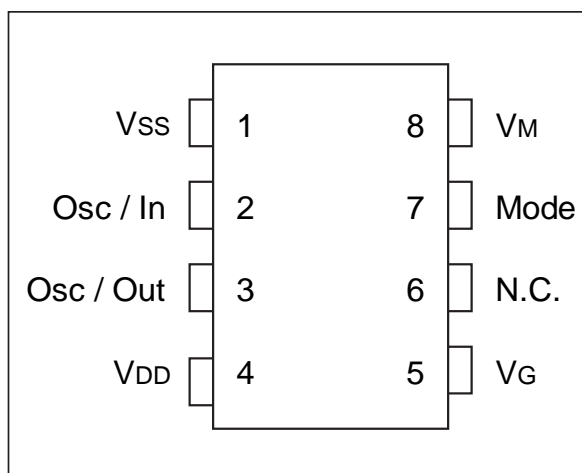 VSS 1 8 VM
Osc / In 2 7 Mode
Osc / Out 3 6 N.C.
VDD 4 5 VG